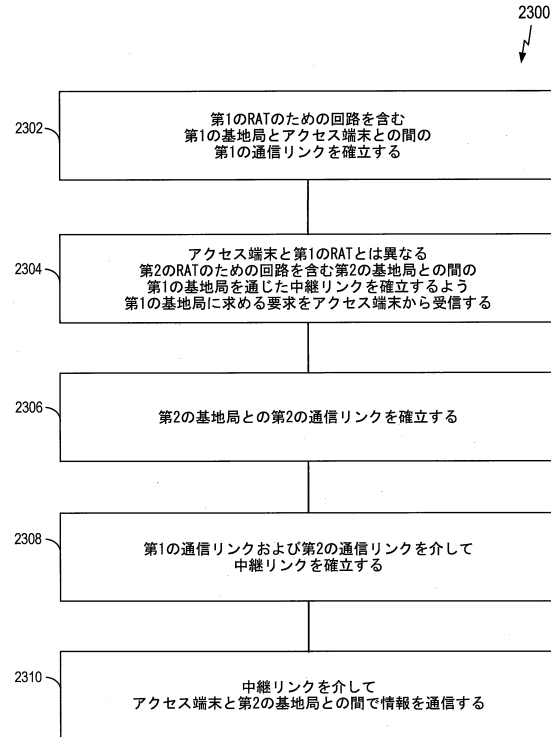 2300
2302
第1のRATのための回路を含む
第1の基地局とアクセス端末との間の
第1の通信リンクを確立する
2304
アクセス端末と第1のRATとは異なる
第2のRATのための回路を含む第2の基地局との間の
第1の基地局を通じた中継リンクを確立するよう
第1の基地局に求める要求をアクセス端末から受信する
2306
第2の基地局との第2の通信リンクを確立する
2308
第1の通信リンクおよび第2の通信リンクを介して
中継リンクを確立する
2310
中継リンクを介して
アクセス端末と第2の基地局との間で情報を通信する